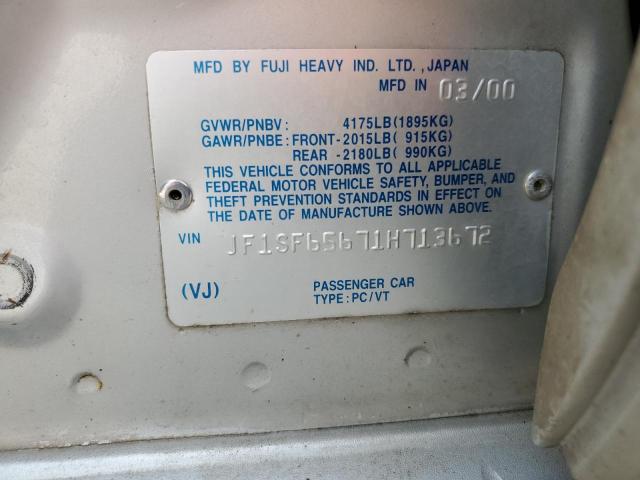 MFD BY FUJI HEAVY IND. LTD., JAPAN
MFD IN 03/00
GVWR/PNBV: 4175LB(1895KG)
GAWR/PNBE: FRONT-2015LB( 915KG)
REAR -2180LB( 990KG)
THIS VEHICLE CONFORMS TO ALL APPLICABLE
FEDERAL MOTOR VEHICLE SAFETY, BUMPER, AND
THEFT PREVENTION STANDARDS IN EFFECT ON
THE DATE OF MANUFACTURE SHOWN ABOVE.
VIN JF1SF65671H713672
(VJ) PASSENGER CAR
TYPE:PC/VT